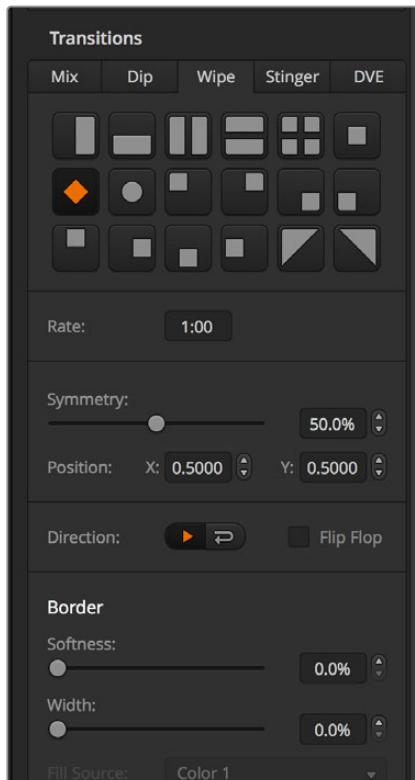 Transitions
Mix Dip Wipe Stinger DVE
Rate: 1:00
Symmetry:
50.0%
Position: X: 0.5000 Y: 0.5000
Direction: Flip Flop
Border
Softness:
0.0%
Width:
0.0%
Fill Source: Color 1